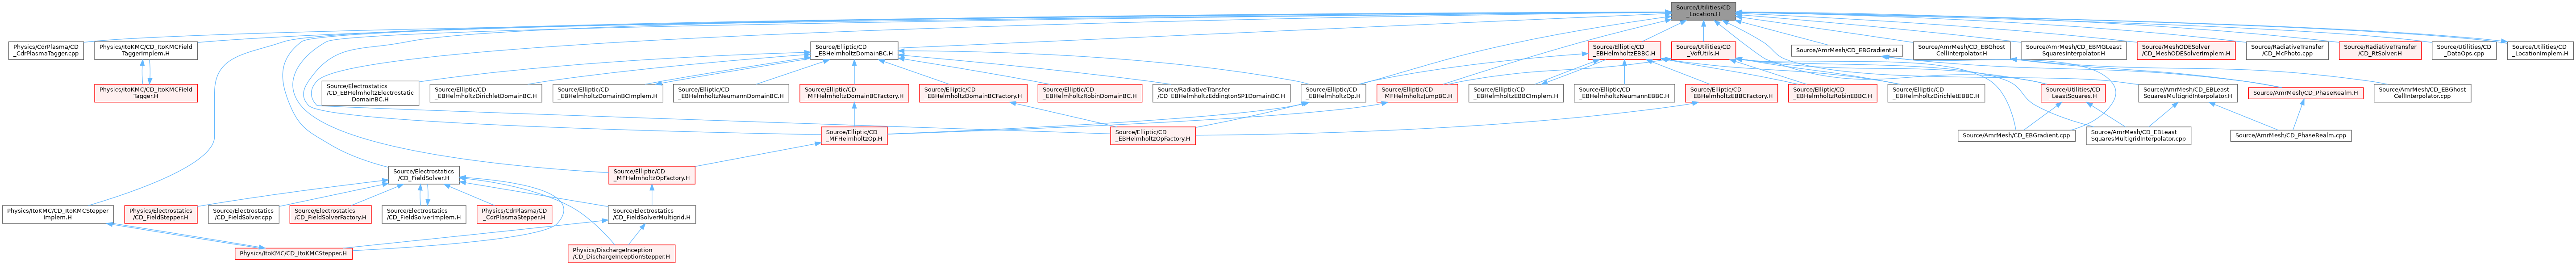 Source/Utilities/CD
_Location.H
Physics/CdrPlasma/CD
_CdrPlasmaTagger.cpp
Physics/ItoKMC/CD_ItoKMCField
TaggerImplem.H
Source/Elliptic/CD
_EBHelmholtzDomainBC.H
Source/Elliptic/CD
_EBHelmholtzEBBC.H
Source/Utilities/CD
_VofUtils.H
Source/AmrMesh/CD_EBGradient.H
Source/AmrMesh/CD_EBGhost
CellInterpolator.H
Source/AmrMesh/CD_EBMGLeast
SquaresInterpolator.H
Source/MeshODESolver
/CD_MeshODESolverImplem.H
Source/RadiativeTransfer
/CD_McPhoto.cpp
Source/RadiativeTransfer
/CD_RtSolver.H
Source/Utilities/CD
_DataOps.cpp
Source/Utilities/CD
_LocationImplem.H
Physics/ItoKMC/CD_ItoKMCField
Tagger.H
Source/Electrostatics
/CD_EBHelmholtzElectrostatic
DomainBC.H
Source/Elliptic/CD
_EBHelmholtzDirichletDomainBC.H
Source/Elliptic/CD
_EBHelmholtzDomainBCImplem.H
Source/Elliptic/CD
_EBHelmholtzNeumannDomainBC.H
Source/Elliptic/CD
_MFHelmholtzDomainBCFactory.H
Source/Elliptic/CD
_EBHelmholtzDomainBCFactory.H
Source/Elliptic/CD
_EBHelmholtzRobinDomainBC.H
Source/RadiativeTransfer
/CD_EBHelmholtzEddingtonSP1DomainBC.H
Source/Elliptic/CD
_EBHelmholtzOp.H
Source/Elliptic/CD
_MFHelmholtzJumpBC.H
Source/Elliptic/CD
_EBHelmholtzEBBCImplem.H
Source/Elliptic/CD
_EBHelmholtzNeumannEBBC.H
Source/Elliptic/CD
_EBHelmholtzEBBCFactory.H
Source/Elliptic/CD
_EBHelmholtzRobinEBBC.H
Source/Elliptic/CD
_EBHelmholtzDirichletEBBC.H
Source/Utilities/CD
_LeastSquares.H
Source/AmrMesh/CD_EBLeast
SquaresMultigridInterpolator.H
Source/AmrMesh/CD_PhaseRealm.H
Source/AmrMesh/CD_EBGhost
CellInterpolator.cpp
Source/Elliptic/CD
_MFHelmholtzOp.H
Source/Elliptic/CD
_EBHelmholtzOpFactory.H
Source/AmrMesh/CD_EBGradient.cpp
Source/AmrMesh/CD_EBLeast
SquaresMultigridInterpolator.cpp
Source/AmrMesh/CD_PhaseRealm.cpp
Source/Electrostatics
/CD_FieldSolver.H
Source/Elliptic/CD
_MFHelmholtzOpFactory.H
Physics/ItoKMC/CD_ItoKMCStepper
Implem.H
Physics/Electrostatics
/CD_FieldStepper.H
Source/Electrostatics
/CD_FieldSolver.cpp
Source/Electrostatics
/CD_FieldSolverFactory.H
Source/Electrostatics
/CD_FieldSolverImplem.H
Physics/CdrPlasma/CD
_CdrPlasmaStepper.H
Source/Electrostatics
/CD_FieldSolverMultigrid.H
Physics/ItoKMC/CD_ItoKMCStepper.H
Physics/DischargeInception
/CD_DischargeInceptionStepper.H